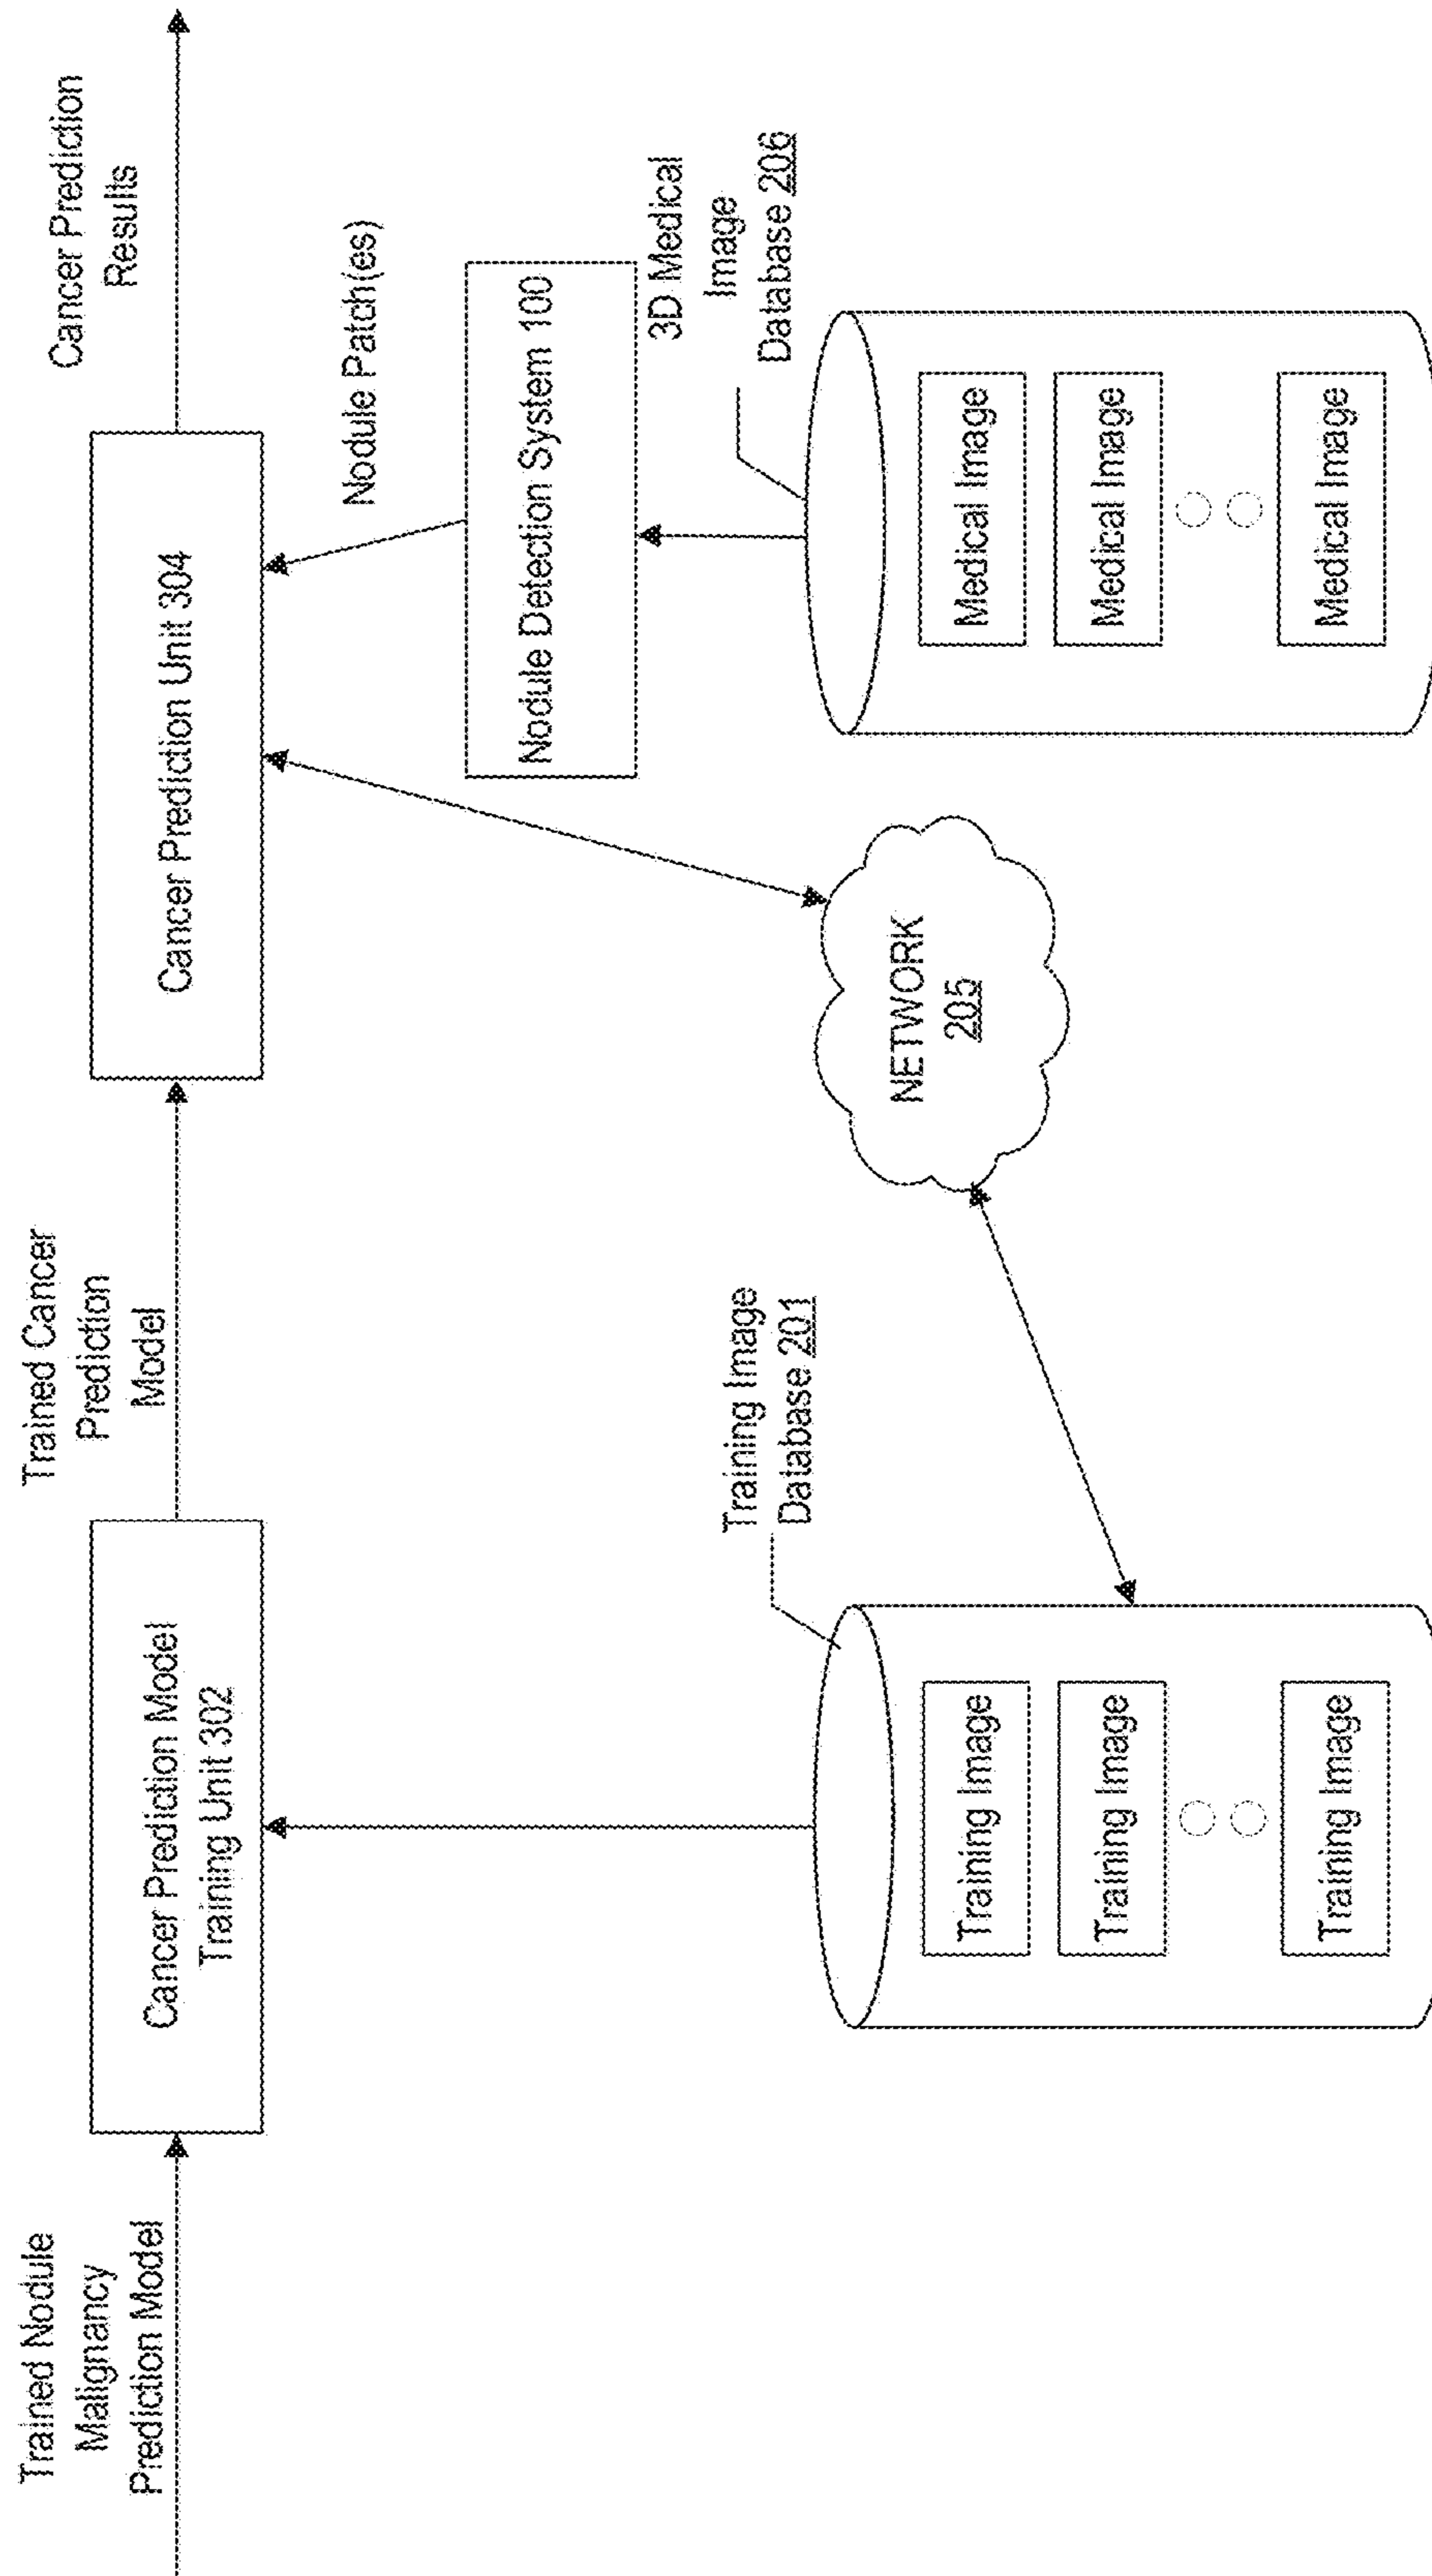 Trained Nodule
Malignancy
Prediction Model
Cancer Prediction Model
Training Unit 302
Trained Cancer
Prediction
Model
Cancer Prediction Unit 304
Cancer Prediction
Results
Nodule Patch(es)
Nodule Detection System 100
3D Medical
Image
Database 206
Training Image
Database 201
NETWORK
205
Training Image
Training Image
Training Image
Medical Image
Medical Image
Medical Image